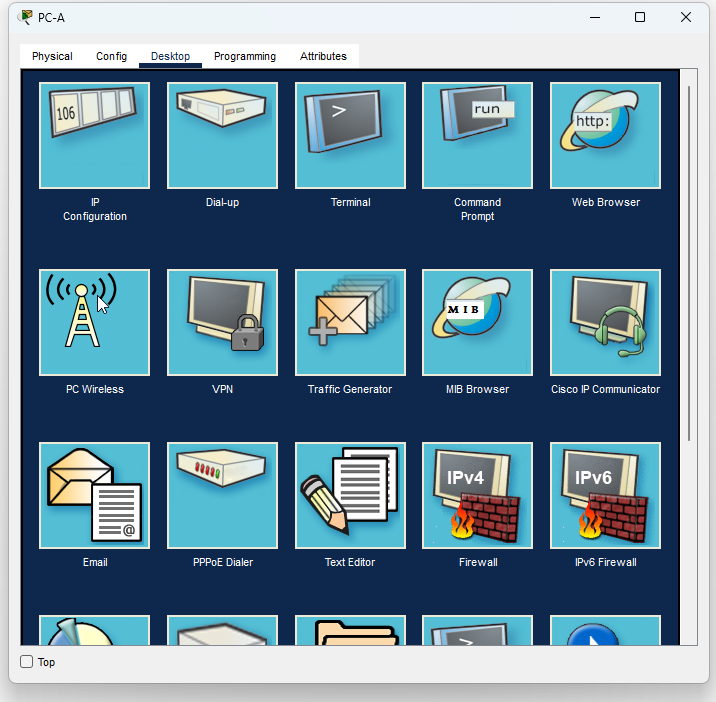 PC-A
Physical Config Desktop Programming Attributes
106
>
run
http:
IP
Configuration
Dial-up
Terminal
Command
Prompt
Web Browser
MIB
PC Wireless
VPN
Traffic Generator
MIB Browser
Cisco IP Communicator
@
IPv4
IPv6
Email
PPPoE Dialer
Text Editor
Firewall
IPv6 Firewall
>
Top